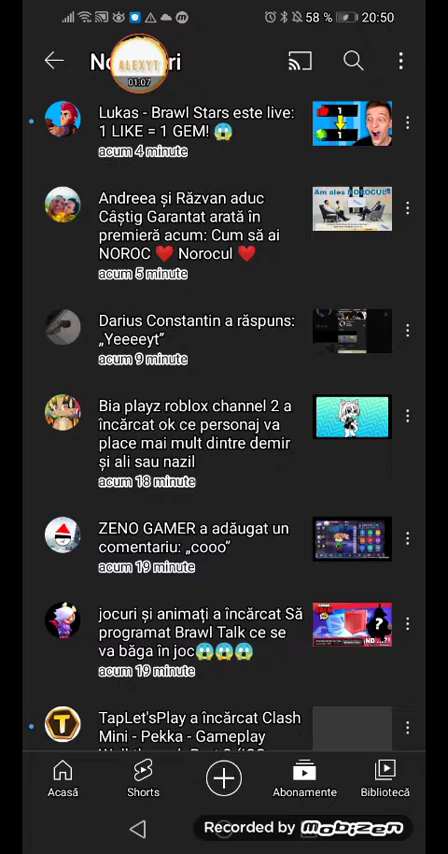 58 % 20:50
ALEXYT
01:07
Lukas - Brawl Stars este live:
1 LIKE = 1 GEM! 😱
acum 4 minute
Andreea și Răzvan aduc
Câștig Garantat arată în
premieră acum: Cum să ai
NOROC ❤️ Norocul ❤️
acum 5 minute
Am ales NOROCUL!
Darius Constantin a răspuns:
„Yeeeeyt”
acum 9 minute
Bia playz roblox channel 2 a
încărcat ok ce personaj va
place mai mult dintre demir
și ali sau nazil
acum 18 minute
ZENO GAMER a adăugat un
comentariu: „cooo”
acum 19 minute
jocuri și animați a încărcat Să
programat Brawl Talk ce se
va băga în joc😱😱😱
acum 19 minute
TapLet'sPlay a încărcat Clash
Mini - Pekka - Gameplay
Acasă
Shorts
Abonamente
Bibliotecă
Recorded by mobizen